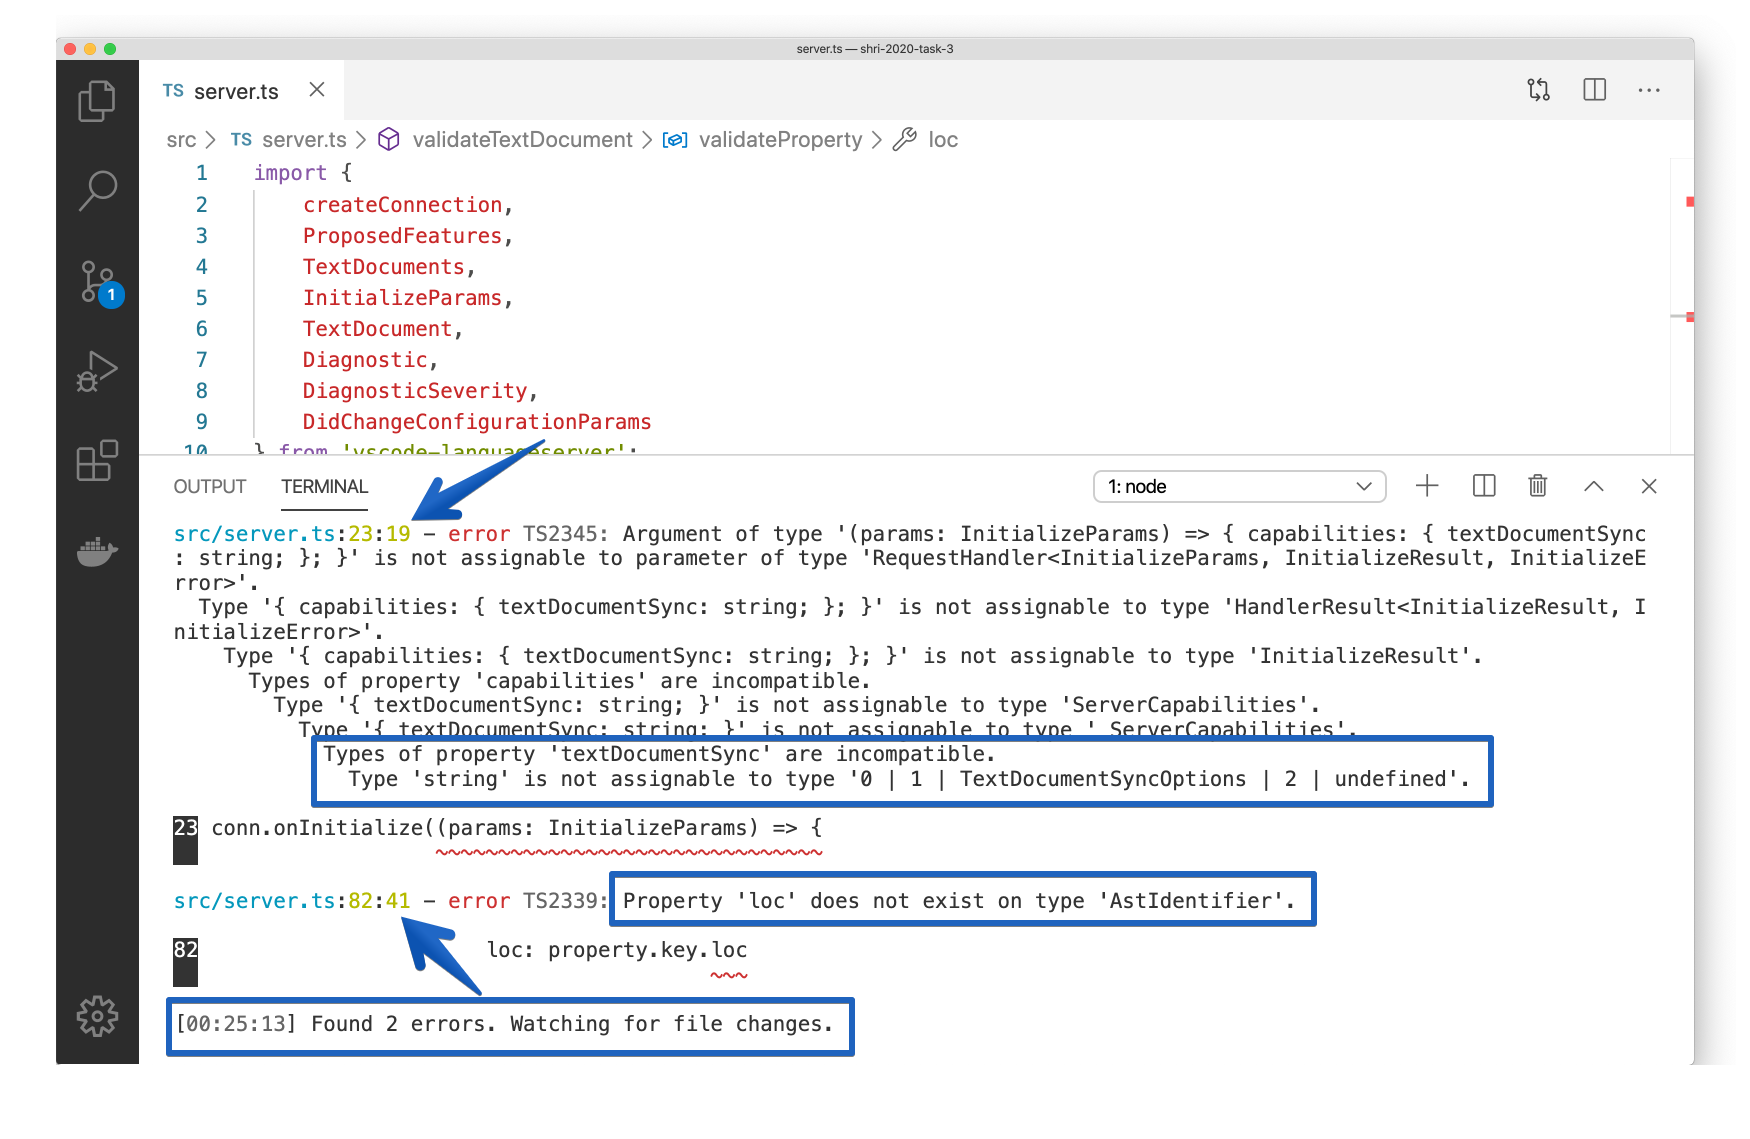 server.ts — shri-2020-task-3
TS server.ts
src TS server.ts validateTextDocument validateProperty loc
1 import {
2 createConnection,
3 ProposedFeatures,
4 TextDocuments,
5 InitializeParams,
6 TextDocument,
7 Diagnostic,
8 DiagnosticSeverity,
9 DidChangeConfigurationParams
10 } from 'vscode-languageserver';
1
OUTPUT TERMINAL 1: node
src/server.ts:23:19 - error TS2345: Argument of type '(params: InitializeParams) => { capabilities: { textDocumentSync
: string; }; }' is not assignable to parameter of type 'RequestHandler<InitializeParams, InitializeResult, InitializeE
rror>'.
Type '{ capabilities: { textDocumentSync: string; }; }' is not assignable to type 'HandlerResult<InitializeResult, I
nitializeError>'.
Type '{ capabilities: { textDocumentSync: string; }; }' is not assignable to type 'InitializeResult'.
Types of property 'capabilities' are incompatible.
Type '{ textDocumentSync: string; }' is not assignable to type 'ServerCapabilities'.
Type '{ textDocumentSync: string; }' is not assignable to type '_ServerCapabilities'.
Types of property 'textDocumentSync' are incompatible.
Type 'string' is not assignable to type '0 | 1 | TextDocumentSyncOptions | 2 | undefined'.
23 conn.onInitialize((params: InitializeParams) => {
src/server.ts:82:41 - error TS2339: Property 'loc' does not exist on type 'AstIdentifier'.
82 loc: property.key.loc
[00:25:13] Found 2 errors. Watching for file changes.